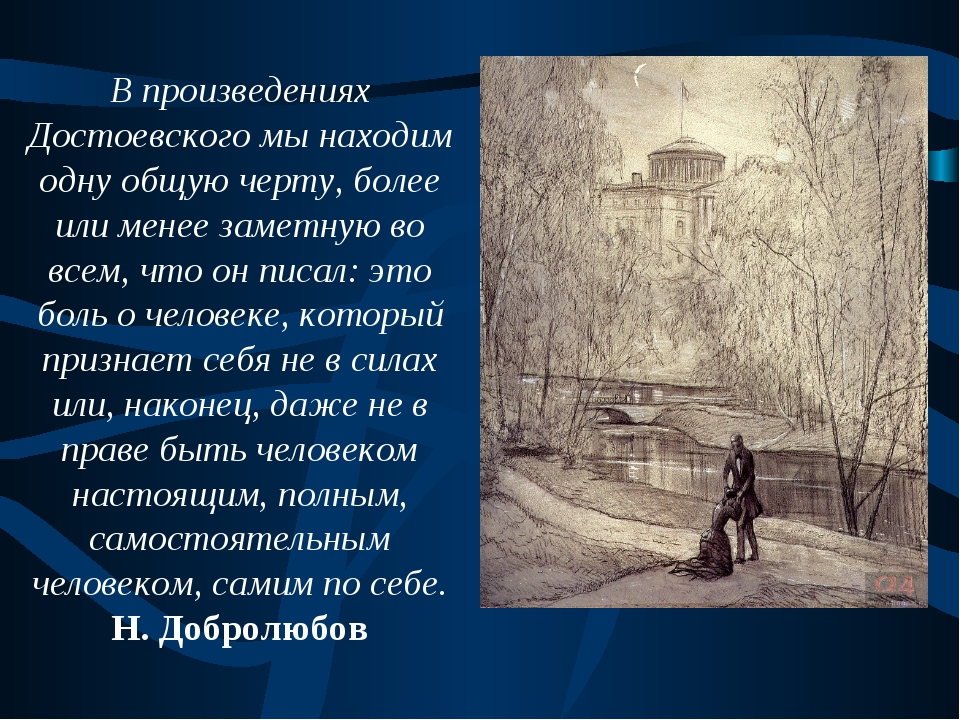 В произведениях
Достоевского мы находим
одну общую черту, более
или менее заметную во
всем, что он писал: это
боль о человеке, который
признает себя не в силах
или, наконец, даже не в
праве быть человеком
настоящим, полным,
самостоятельным
человеком, самим по себе.
Н. Добролюбов